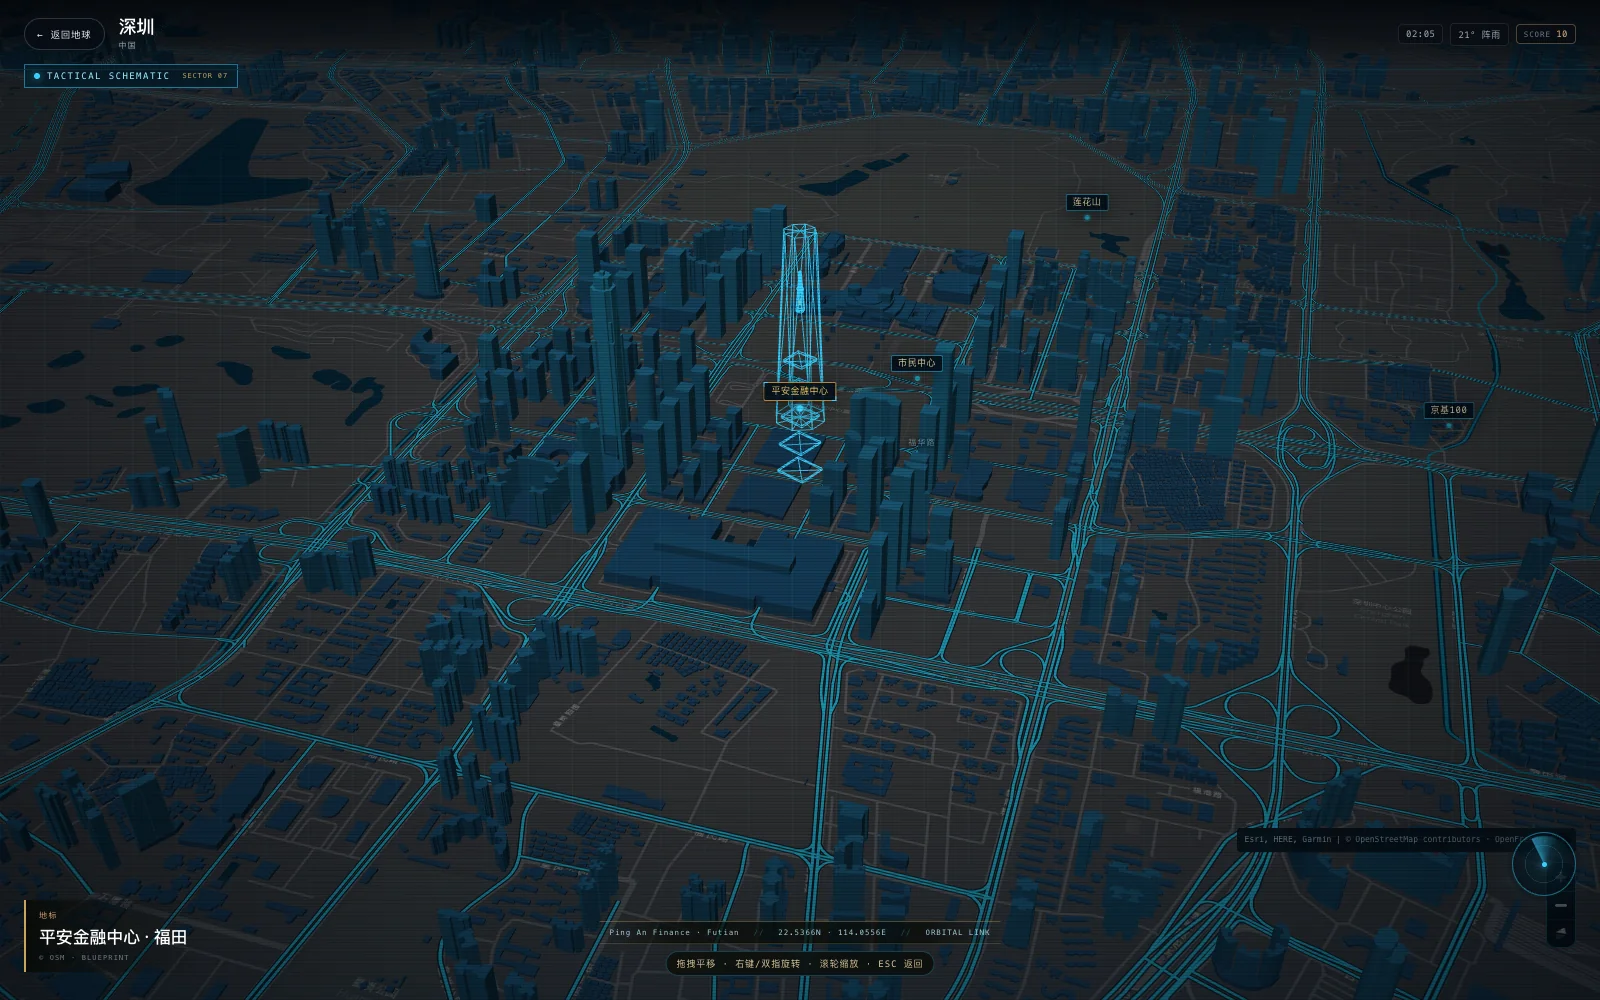 ← 返回地球
深圳
中国
02:05
21° 阵雨
SCORE 10
TACTICAL SCHEMATIC SECTOR 07
莲花山
市民中心
平安金融中心
京基100
福华路
Esri, HERE, Garmin | © OpenStreetMap contributors · OpenFr
地标
平安金融中心 · 福田
© OSM · BLUEPRINT
Ping An Finance · Futian // 22.5366N · 114.0556E // ORBITAL LINK
拖拽平移 · 右键/双指旋转 · 滚轮缩放 · ESC 返回